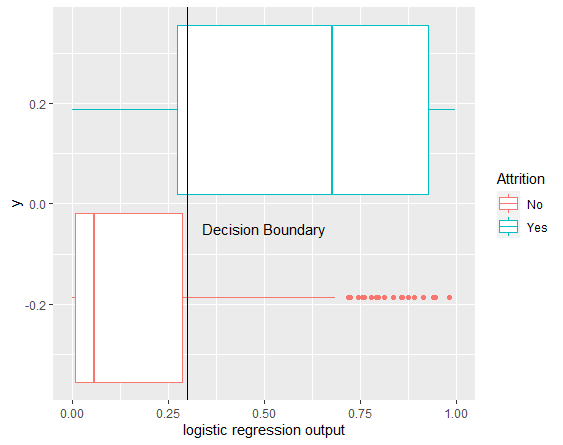 y
0.2
0.0
-0.2
Decision Boundary
0.00
0.25
0.50
0.75
1.00
logistic regression output
Attrition
No
Yes